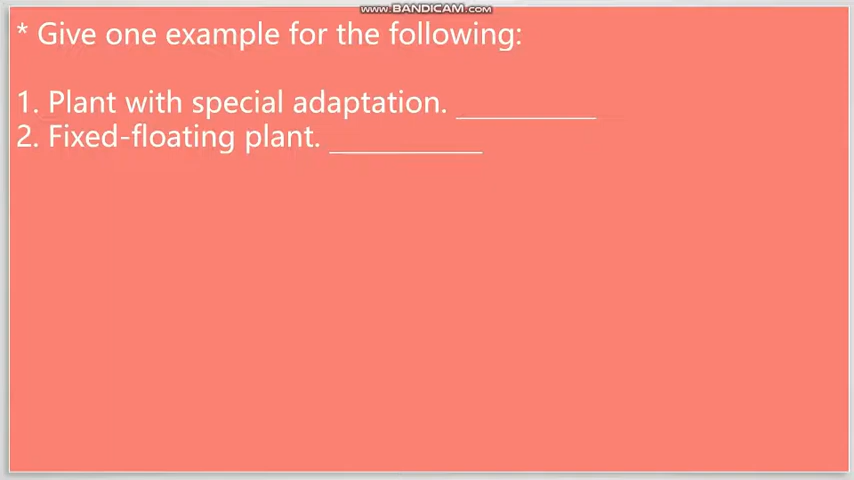 WWW.BANDICAM.COM
* Give one example for the following:
1. Plant with special adaptation. __________
2. Fixed-floating plant. ___________